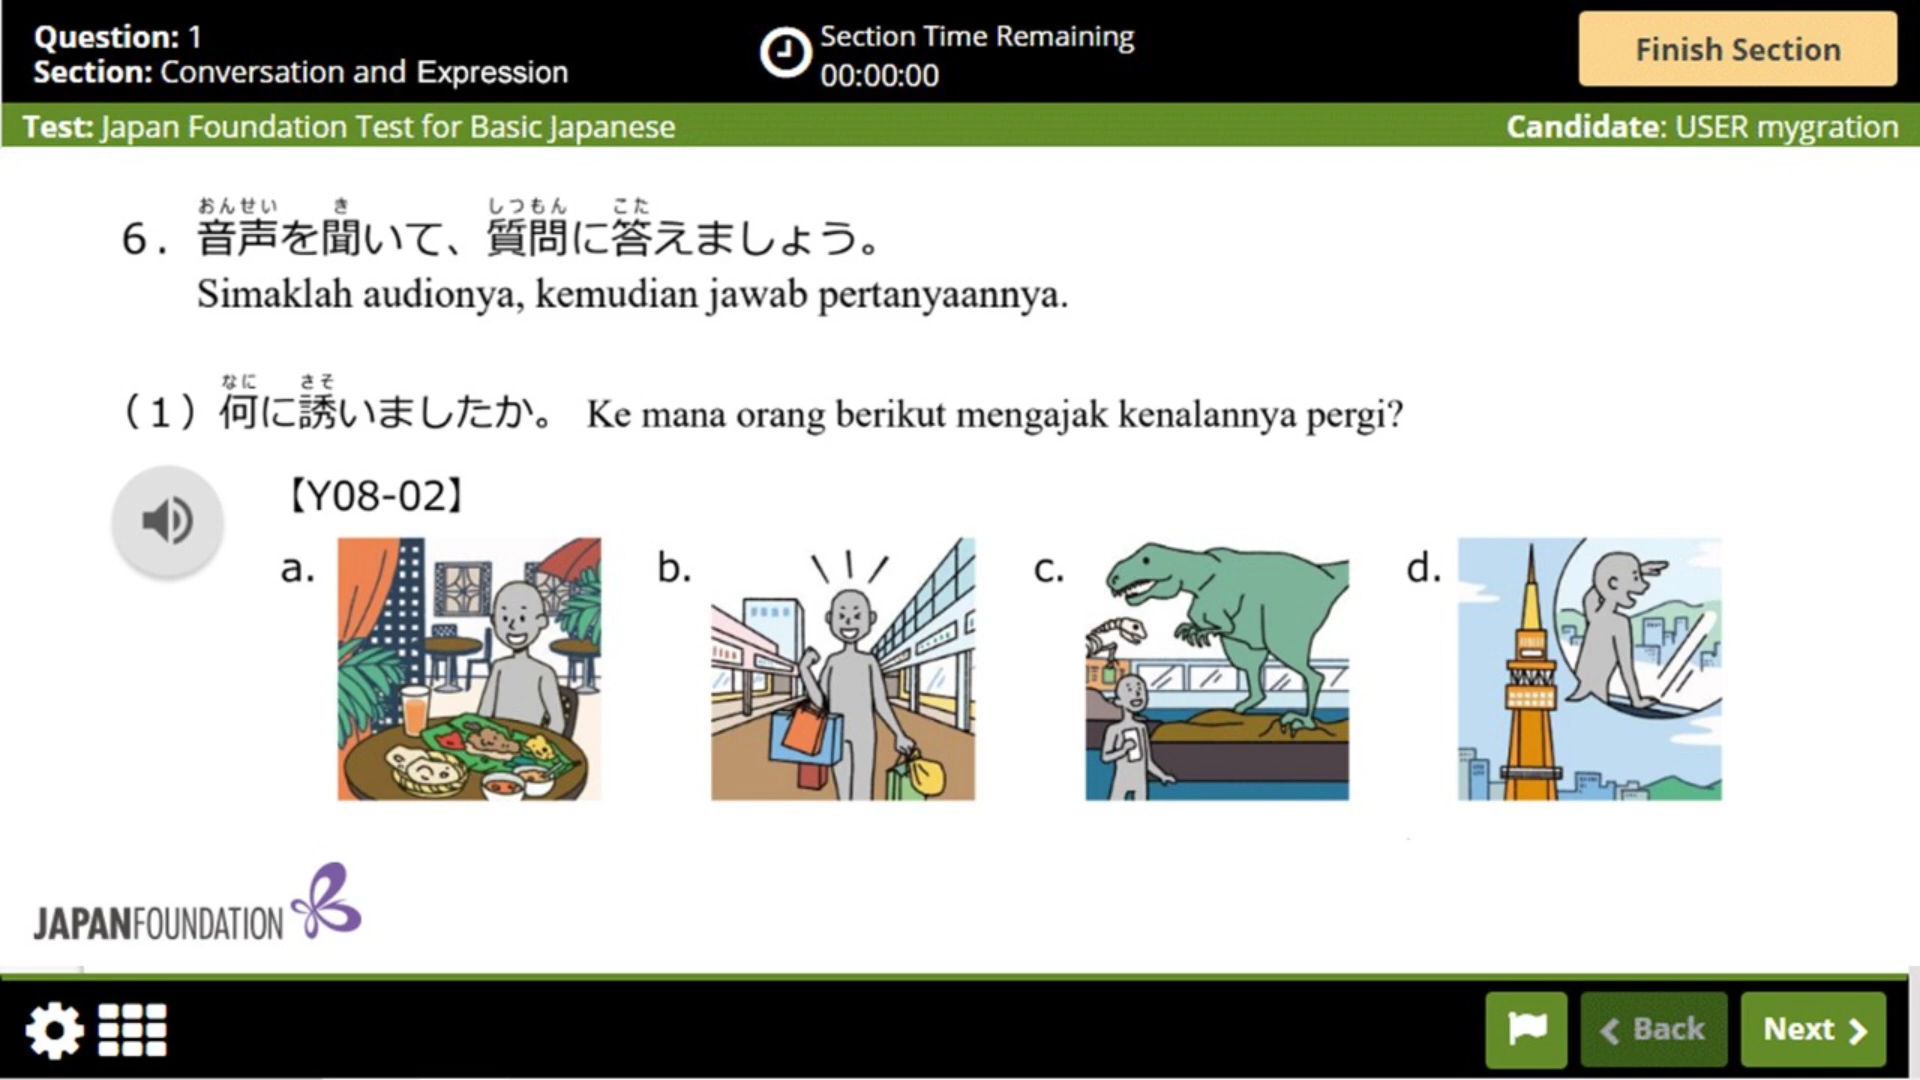 Question: 1
Section: Conversation and Expression
Section Time Remaining
00:00:00
Finish Section
Test: Japan Foundation Test for Basic Japanese
Candidate: USER mygration
おんせい き しつもん こた
6．音声を聞いて、質問に答えましょう。
Simaklah audionya, kemudian jawab pertanyaannya.
なに さそ
（1）何に誘いましたか。 Ke mana orang berikut mengajak kenalannya pergi?
【Y08-02】
a.
b.
c.
d.
JAPANFOUNDATION
Back
Next